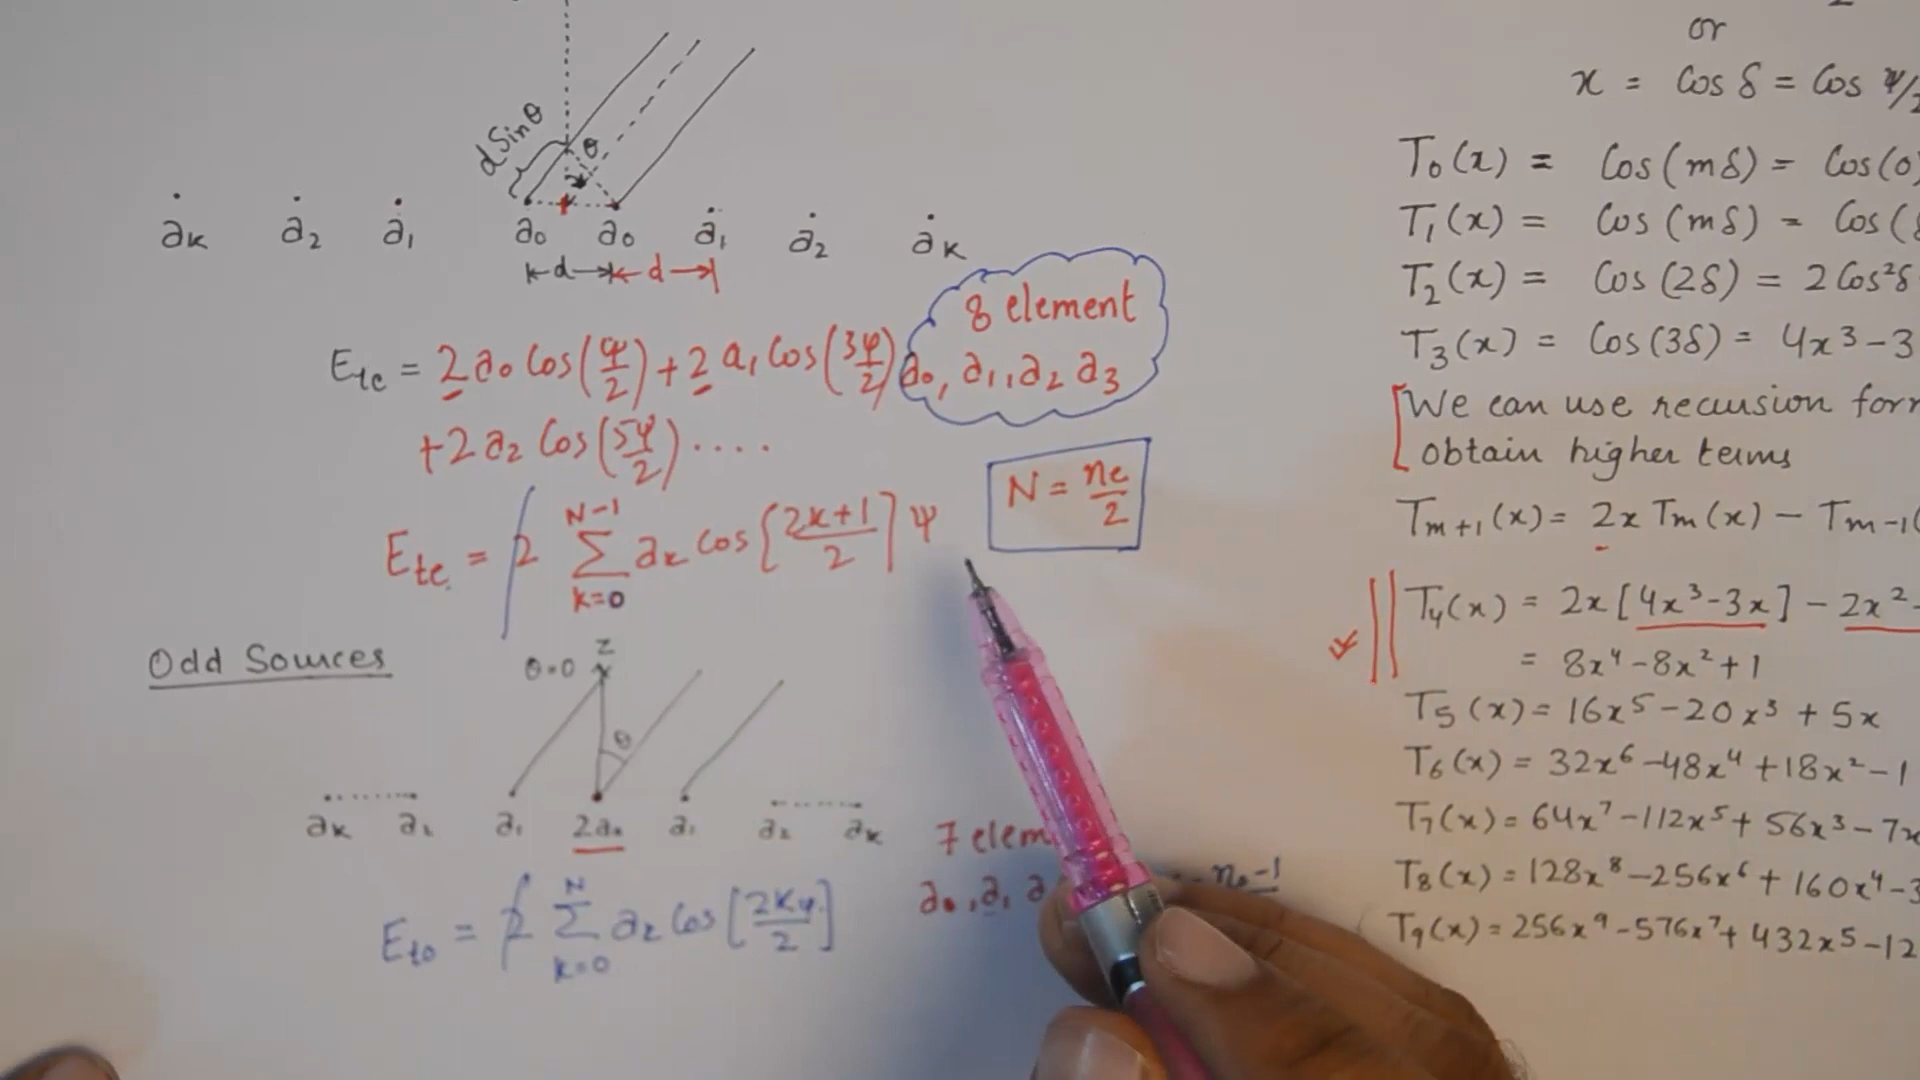 d Sinθ
θ
a_k a_2 a_1 a_0 a_0 a_1 a_2 a_k
d d
8 element
a_0, a_1, a_2 a_3
E_te = 2 a_0 Cos(ψ/2) + 2 a_1 Cos(3ψ/2)
+ 2 a_2 Cos(5ψ/2) ....
N = n_e/2
E_te = 2 Σ_{k=0}^{N-1} a_k cos[2k+1/2] ψ
Odd Sources
θ=0 z
θ
a_k a_2 a_1 2a_0 a_1 a_2 a_k
7 elem
a_0, a_1 a
n_0-1
E_to = 2 Σ_{k=0}^{N} a_k Cos[2Kψ/2]
or
x = Cos δ = Cos ψ/2
T_0(x) = Cos(mδ) = Cos(0)
T_1(x) = Cos(mδ) = Cos(
T_2(x) = Cos(2δ) = 2Cos²δ
T_3(x) = Cos(3δ) = 4x³-3
We can use recursion
obtain higher terms
T_{m+1}(x) = 2x T_m(x) - T_{m-1}(
T_4(x) = 2x[4x³-3x] - 2x²-
= 8x⁴-8x²+1
T_5(x) = 16x⁵-20x³+5x
T_6(x) = 32x⁶-48x⁴+18x²-1
T_7(x) = 64x⁷-112x⁵+56x³-7x
T_8(x) = 128x⁸-256x⁶+160x⁴-3
T_9(x) = 256x⁹-576x⁷+432x⁵-12